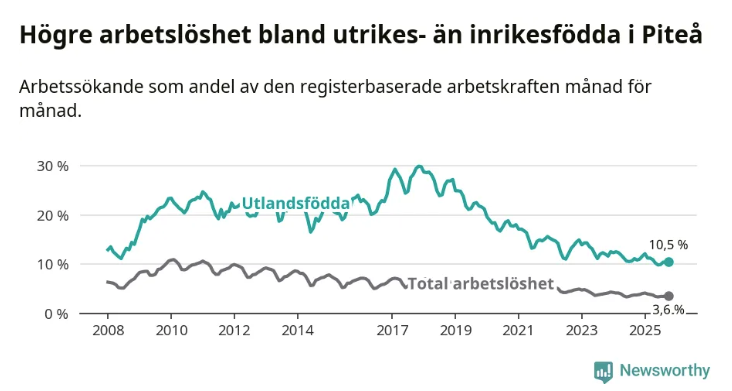 Högre arbetslöshet bland utrikes- än inrikesfödda i Piteå
Arbetssökande som andel av den registerbaserade arbetskraften månad för
månad.
30 %
20 %
10 %
0 %
Utlandsfödda
Total arbetslöshet
10,5 %
3,6 %
2008 2010 2012 2014 2017 2019 2021 2023 2025
Newsworthy